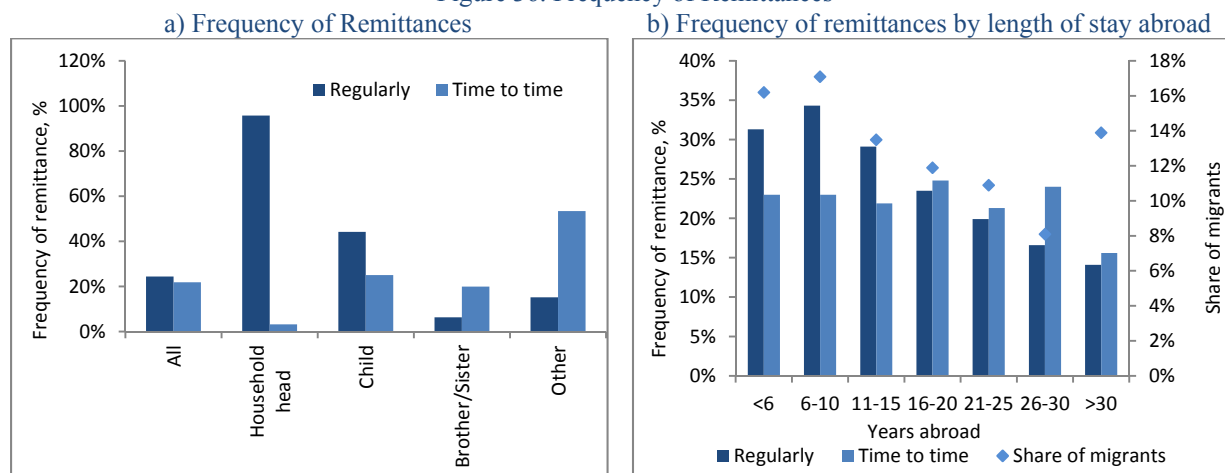 a) Frequency of Remittances
120%
100%
80%
60%
40%
20%
0%
Frequency of remittance, %
Regularly
Time to time
All
Household
head
Child
Brother/Sister
Other
b) Frequency of remittances by length of stay abroad
40%
35%
30%
25%
20%
15%
10%
5%
0%
Frequency of remittance, %
18%
16%
14%
12%
10%
8%
6%
4%
2%
0%
Share of migrants
<6 6-10 11-15 16-20 21-25 26-30 >30
Years abroad
Regularly Time to time Share of migrants